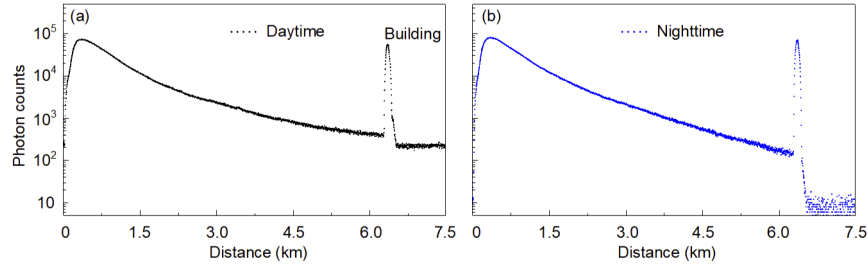 (a)
Daytime
Building
Photon counts
10^5
10^4
10^3
10^2
10
0 1.5 3.0 4.5 6.0 7.5
Distance (km)
(b)
Nighttime
0 1.5 3.0 4.5 6.0 7.5
Distance (km)